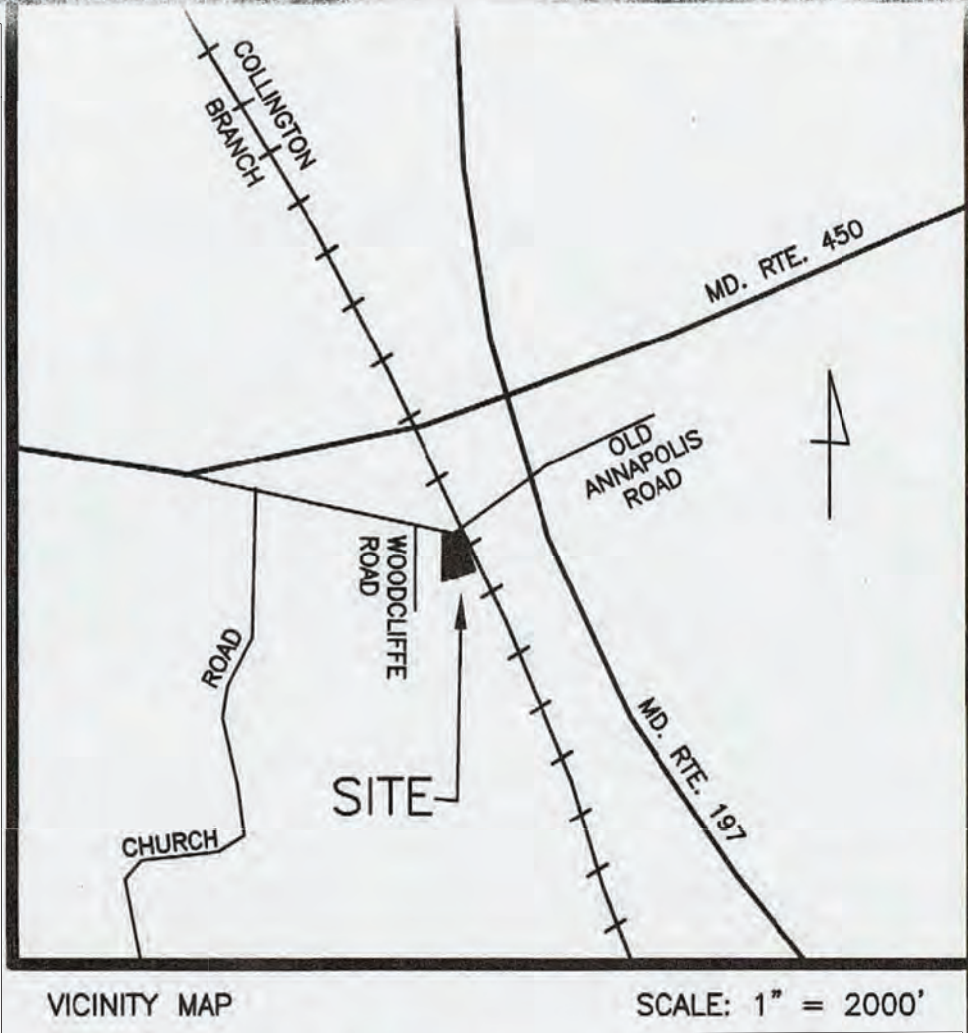 COLLINGTON
BRANCH
MD. RTE. 450
OLD
ANNAPOLIS
ROAD
WOODCLIFFE
ROAD
ROAD
MD. RTE. 197
SITE
CHURCH
VICINITY MAP
SCALE: 1" = 2000'